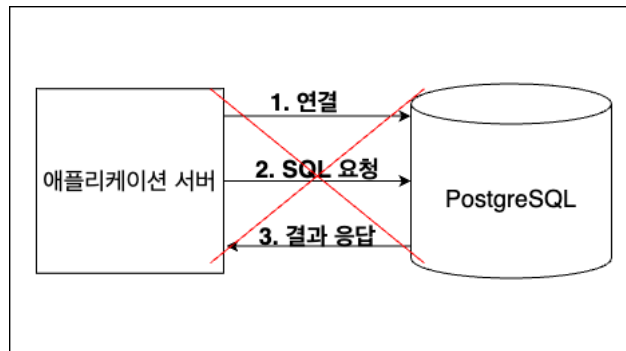 1. 연결
애플리케이션 서버
2. SQL 요청
PostgreSQL
3. 결과 응답